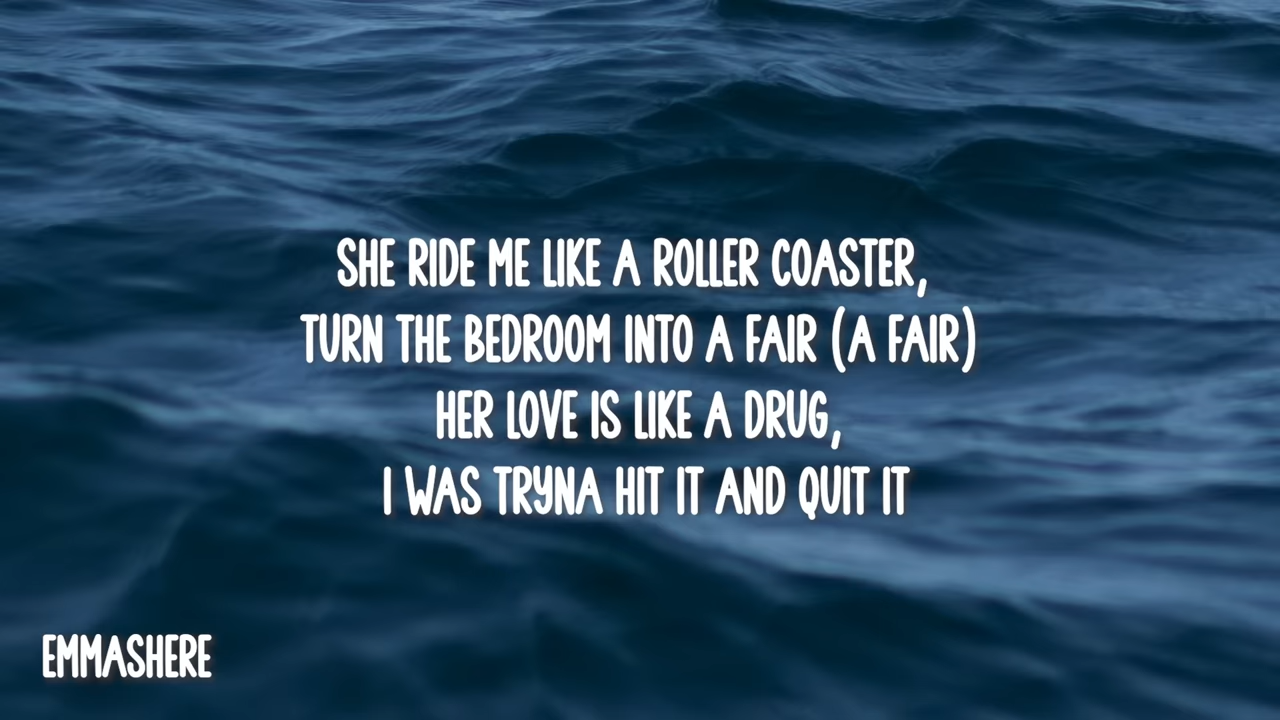 SHE RIDE ME LIKE A ROLLER COASTER,
TURN THE BEDROOM INTO A FAIR (A FAIR)
HER LOVE IS LIKE A DRUG,
I WAS TRYNA HIT IT AND QUIT IT
EMMASHERE